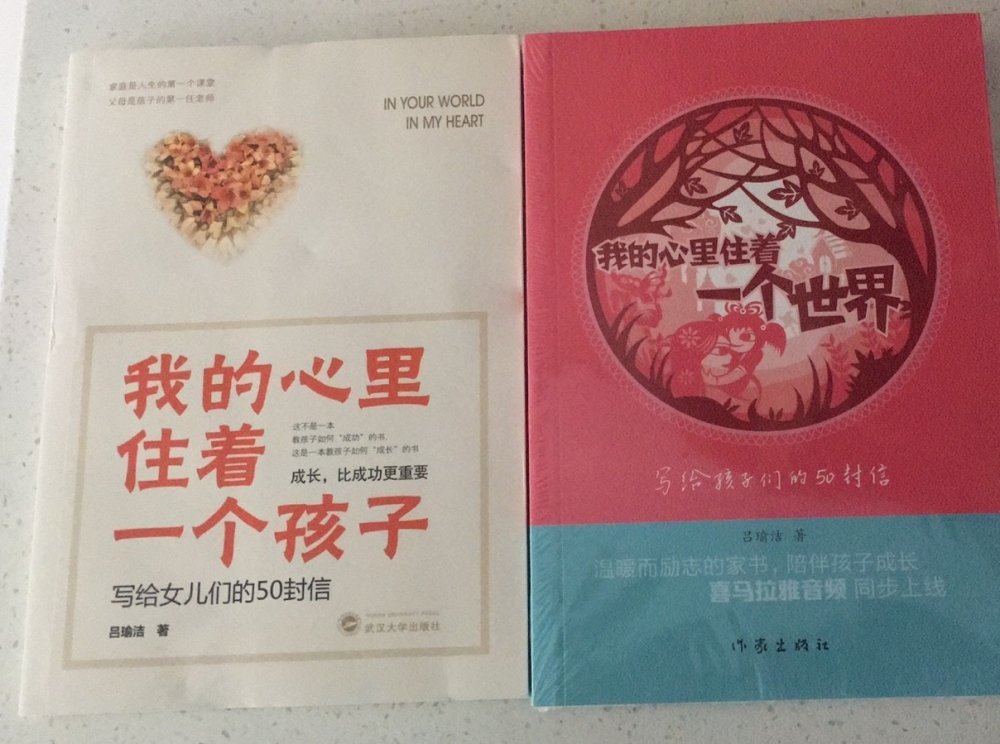 家庭是人生的第一个课堂
父母是孩子的第一任老师
IN YOUR WORLD
IN MY HEART
我的心里
住着
一个孩子
这不是一本
教孩子如何“成功”的书,
这是一本教孩子如何“成长”的书
成长，比成功更重要
写给女儿们的50封信
吕瑜洁 著
WUHAN UNIVERSITY PRESS
武汉大学出版社
我的心里住着
一个世界
写给孩子们的50封信
吕瑜洁 著
温暖而励志的家书，陪伴孩子成长
喜马拉雅音频 同步上线
作家出版社